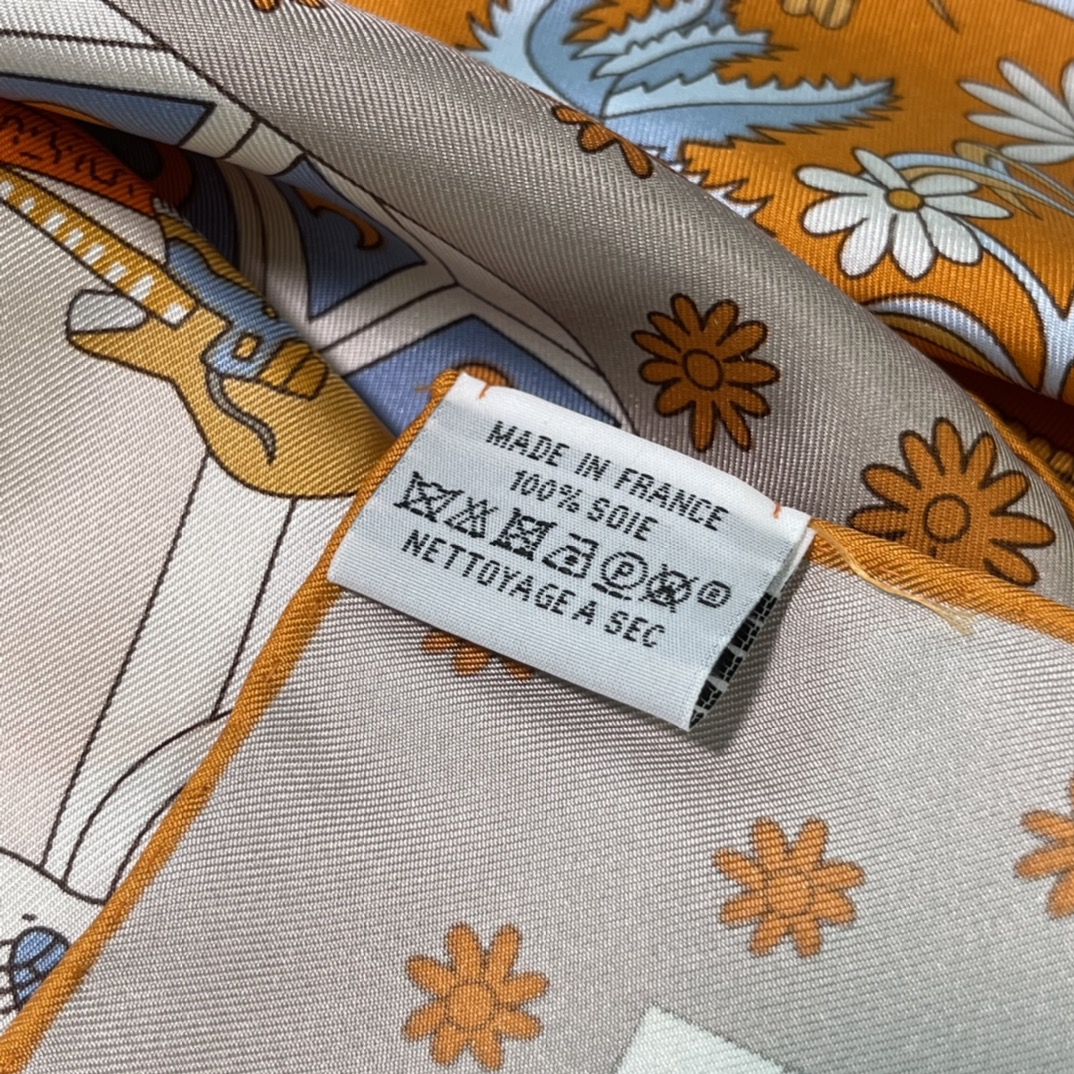 MADE IN FRANCE
100% SOIE
P ®
NETTOYAGE A SEC